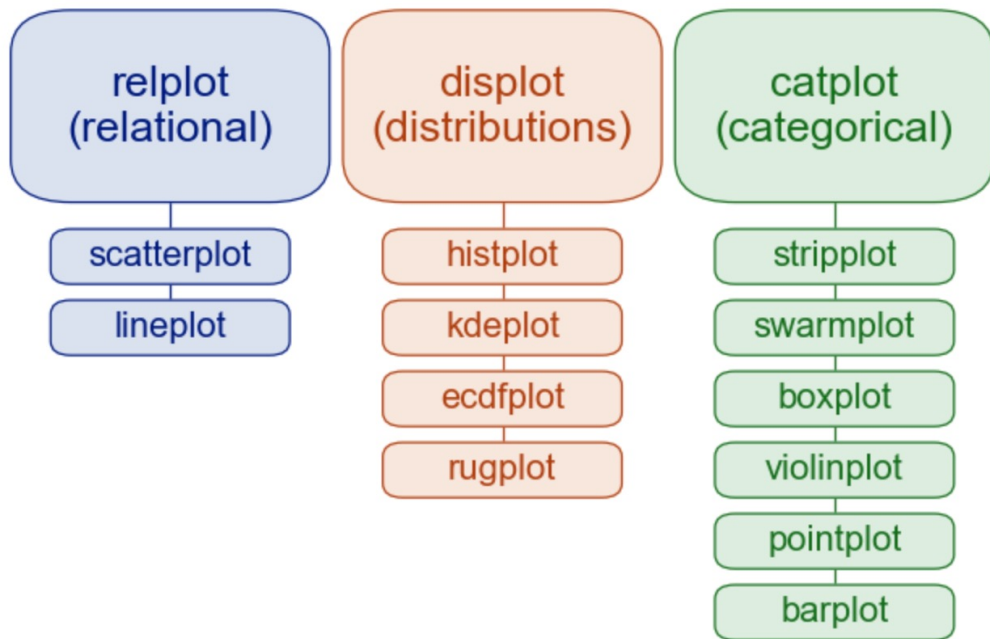 relplot
(relational)
scatterplot
lineplot
displot
(distributions)
histplot
kdeplot
ecdfplot
rugplot
catplot
(categorical)
stripplot
swarmplot
boxplot
violinplot
pointplot
barplot